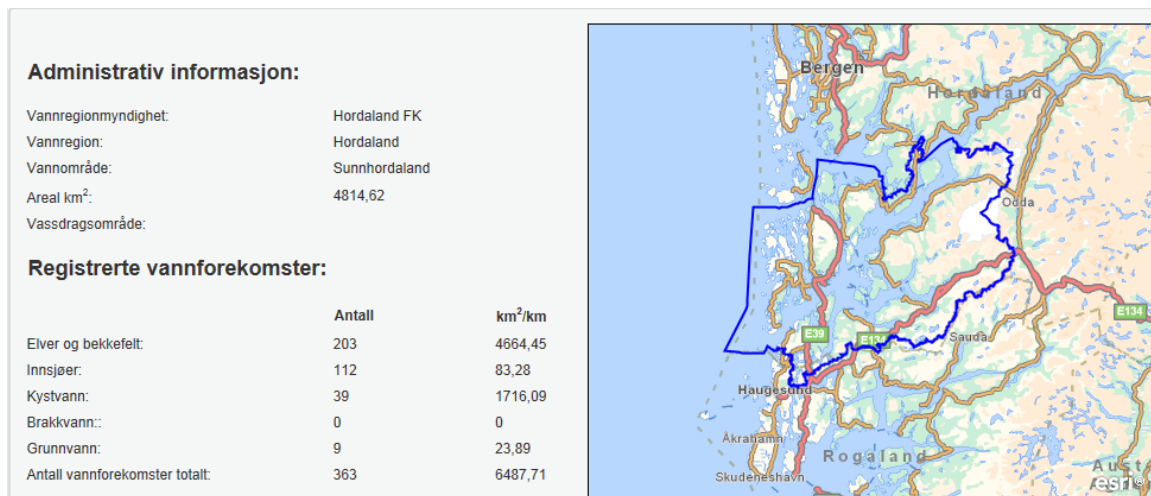 Administrativ informasjon:
Vannregionmyndighet: Hordaland FK
Vannregion: Hordaland
Vannområde: Sunnhordaland
Areal km²: 4814,62
Vassdragsområde:
Registrerte vannforekomster:
Antall km²/km
Elver og bekkefelt: 203 4664,45
Innsjøer: 112 83,28
Kystvann: 39 1716,09
Brakkvann:: 0 0
Grunnvann: 9 23,89
Antall vannforekomster totalt: 363 6487,71
Bergen
Hordaland
Odda
E134
E39
Sauda
Haugesund
Åkrahamn
Rogaland
Skudeneshavn
esri